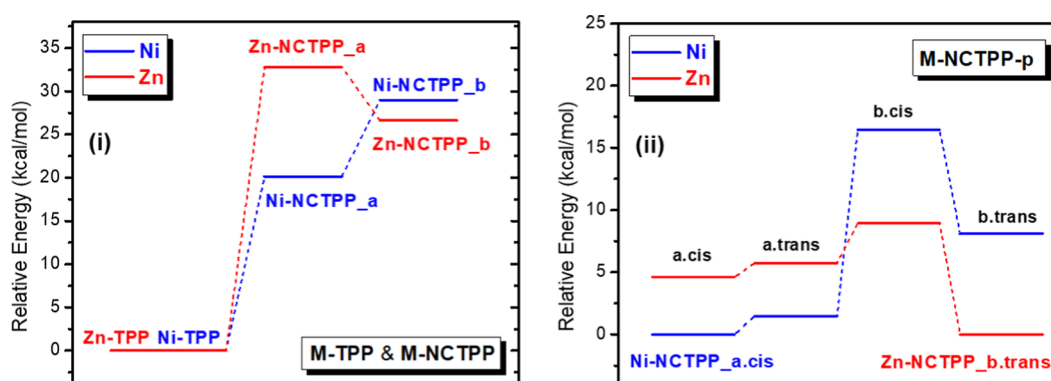 Relative Energy (kcal/mol)
35
30
25
20
15
10
5
0
Ni
Zn
(i)
Zn-NCTPP_a
Ni-NCTPP_b
Zn-NCTPP_b
Ni-NCTPP_a
Zn-TPP Ni-TPP
M-TPP & M-NCTPP
Relative Energy (kcal/mol)
25
20
15
10
5
0
Ni
Zn
M-NCTPP-p
(ii)
b.cis
a.cis
a.trans
b.trans
Ni-NCTPP_a.cis
Zn-NCTPP_b.trans